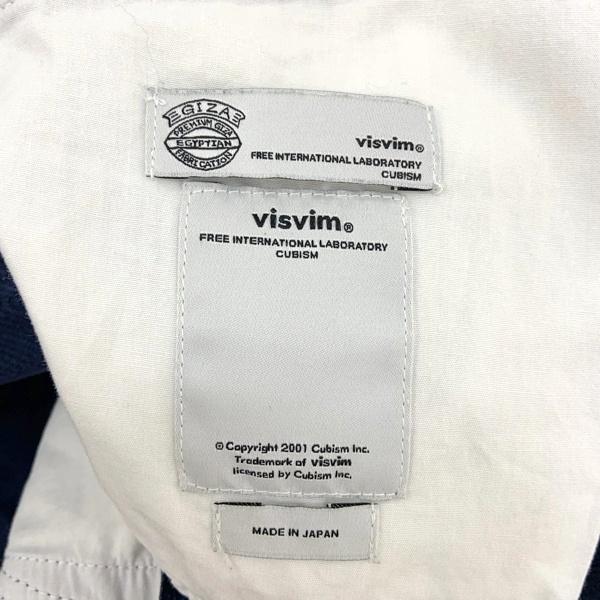 GIZA
PREMIUM GIZA
EGYPTIAN
FABRICATION
visvim®
FREE INTERNATIONAL LABORATORY
CUBISM
visvim®
FREE INTERNATIONAL LABORATORY
CUBISM
© Copyright 2001 Cubism Inc.
Trademark of visvim
licensed by Cubism Inc.
MADE IN JAPAN